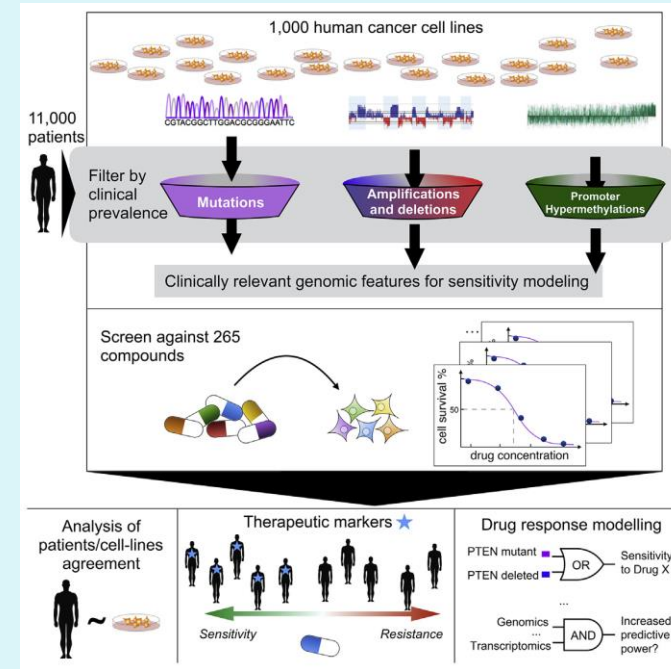 1,000 human cancer cell lines
11,000
patients
CGTACGGCTTGGACGCGGGAATTC
Filter by
clinical
prevalence
Mutations
Amplifications
and deletions
Promoter
Hypermethylations
Clinically relevant genomic features for sensitivity modeling
Screen against 265
compounds
...
%
%
cell survival %
50
drug concentration
Analysis of
patients/cell-lines
agreement
~
Therapeutic markers
Sensitivity
Resistance
Drug response modelling
PTEN mutant
PTEN deleted
OR
Sensitivity
to Drug X
...
Genomics
...
Transcriptomics
AND
Increased
predictive
power?